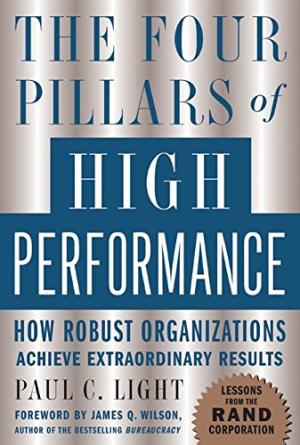 THE FOUR
PILLARS of
HIGH
PERFORMANCE
HOW ROBUST ORGANIZATIONS
ACHIEVE EXTRAORDINARY RESULTS
PAUL C. LIGHT
FOREWORD BY JAMES Q. WILSON,
AUTHOR OF THE BESTSELLING BUREAUCRACY
LESSONS
FROM THE
RAND
CORPORATION